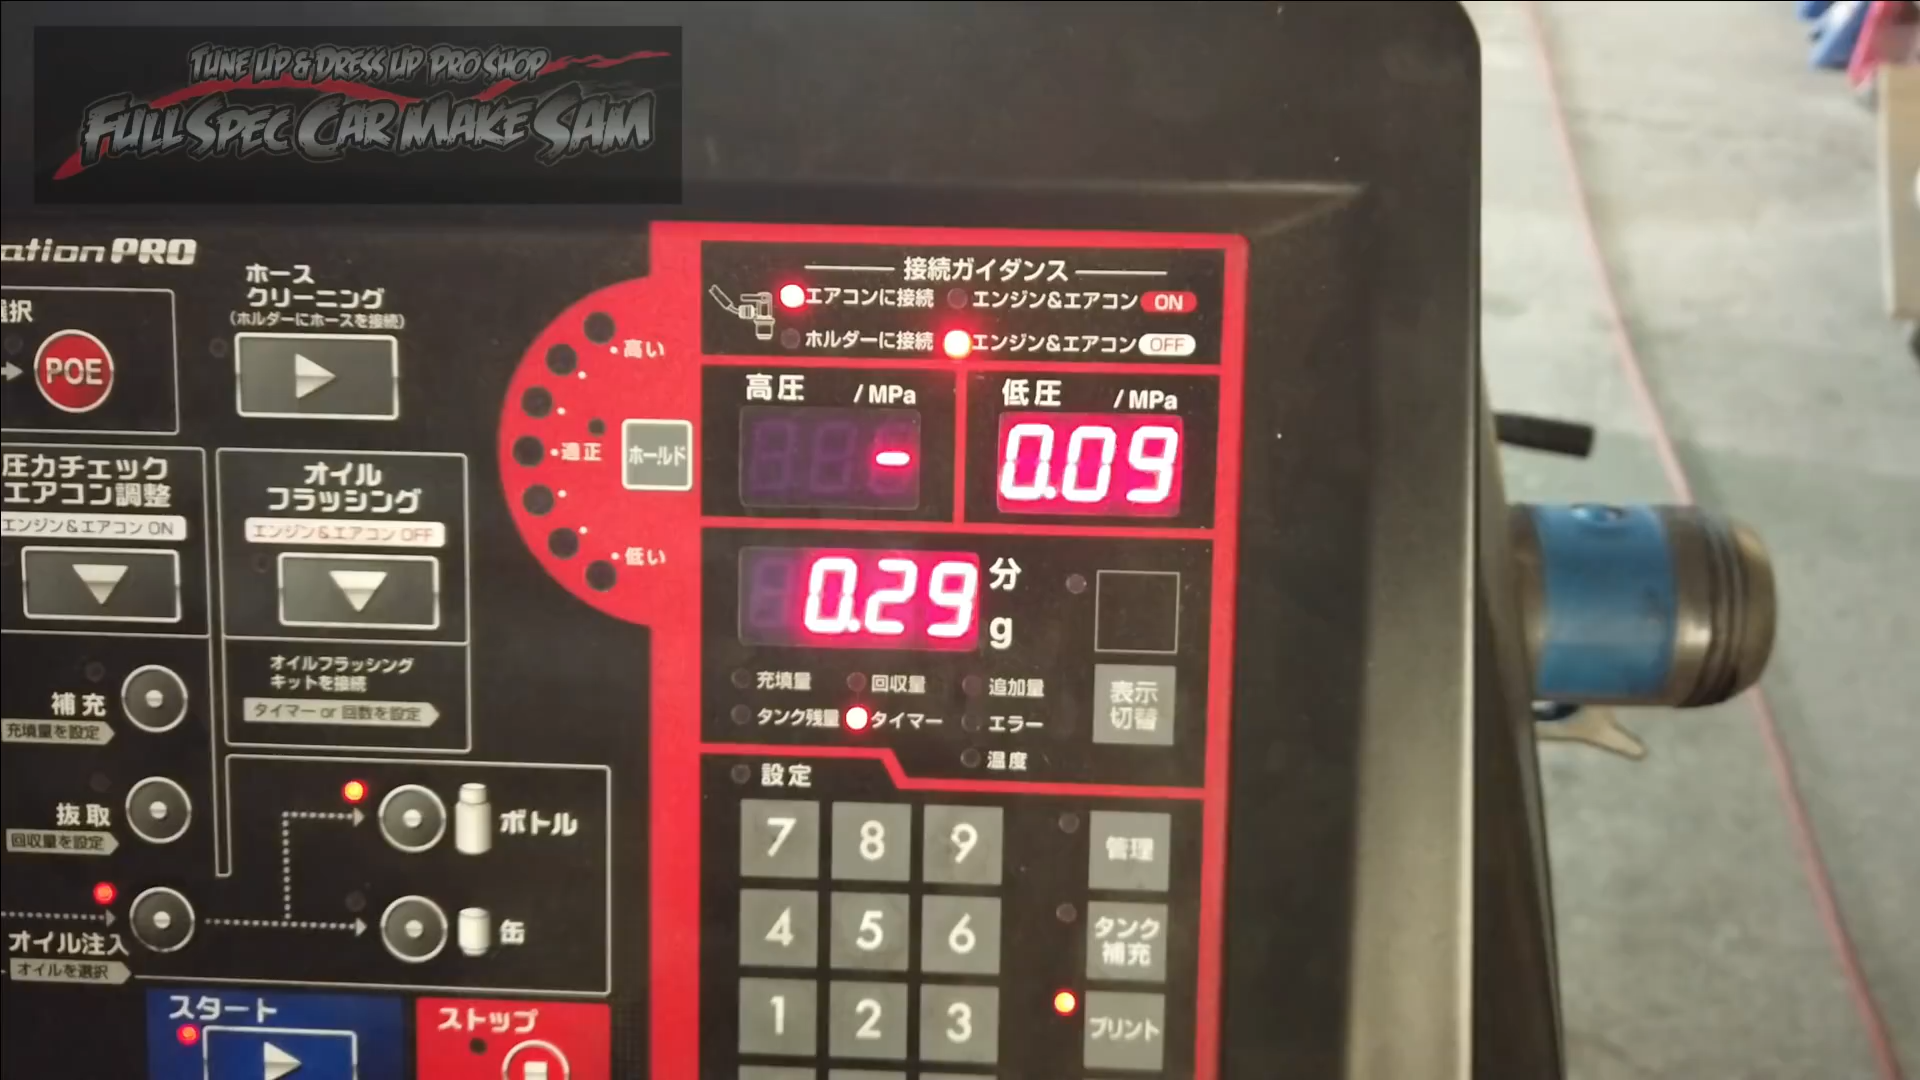 TUNE UP & DRESS UP PRO SHOP
FULL SPEC CAR MAKE SAM
ation PRO
選択
POE
ホース
クリーニング
(ホルダーにホースを接続)
圧力チェック
エアコン調整
エンジン&エアコン ON
オイル
フラッシング
エンジン&エアコン OFF
オイルフラッシング
キットを接続
タイマー or 回数を設定
補充
充填量を設定
抜取
回収量を設定
オイル注入
オイルを選択
ボトル
缶
スタート
ストップ
高い
適正
低い
ホールド
接続ガイダンス
エアコンに接続
エンジン&エアコン ON
ホルダーに接続
エンジン&エアコン OFF
高圧 /MPa
-
低圧 /MPa
0.09
0.29
分
g
充填量
回収量
追加量
タンク残量
タイマー
エラー
温度
表示
切替
設定
7 8 9
4 5 6
1 2 3
管理
タンク
補充
プリント